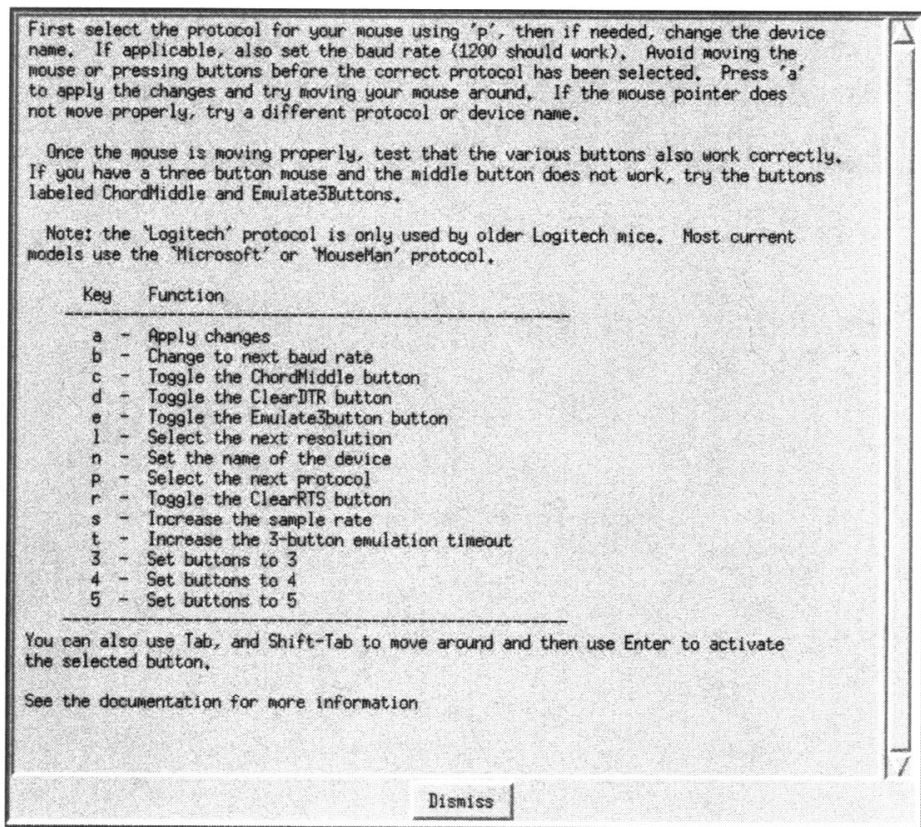 First select the protocol for your mouse using 'p', then if needed, change the device
name.  If applicable, also set the baud rate (1200 should work).  Avoid moving the
mouse or pressing buttons before the correct protocol has been selected.  Press 'a'
to apply the changes and try moving your mouse around.  If the mouse pointer does
not move properly, try a different protocol or device name.

Once the mouse is moving properly, test that the various buttons also work correctly.
If you have a three button mouse and the middle button does not work, try the buttons
labeled ChordMiddle and Emulate3Buttons.

Note: the `Logitech' protocol is only used by older Logitech mice.  Most current
models use the `Microsoft' or `MouseMan' protocol.

Key    Function
a  -  Apply changes
b  -  Change to next baud rate
c  -  Toggle the ChordMiddle button
d  -  Toggle the ClearDTR button
e  -  Toggle the Emulate3button button
l  -  Select the next resolution
n  -  Set the name of the device
p  -  Select the next protocol
r  -  Toggle the ClearRTS button
s  -  Increase the sample rate
t  -  Increase the 3-button emulation timeout
3  -  Set buttons to 3
4  -  Set buttons to 4
5  -  Set buttons to 5

You can also use Tab, and Shift-Tab to move around and then use Enter to activate
the selected button.

See the documentation for more information

Dismiss